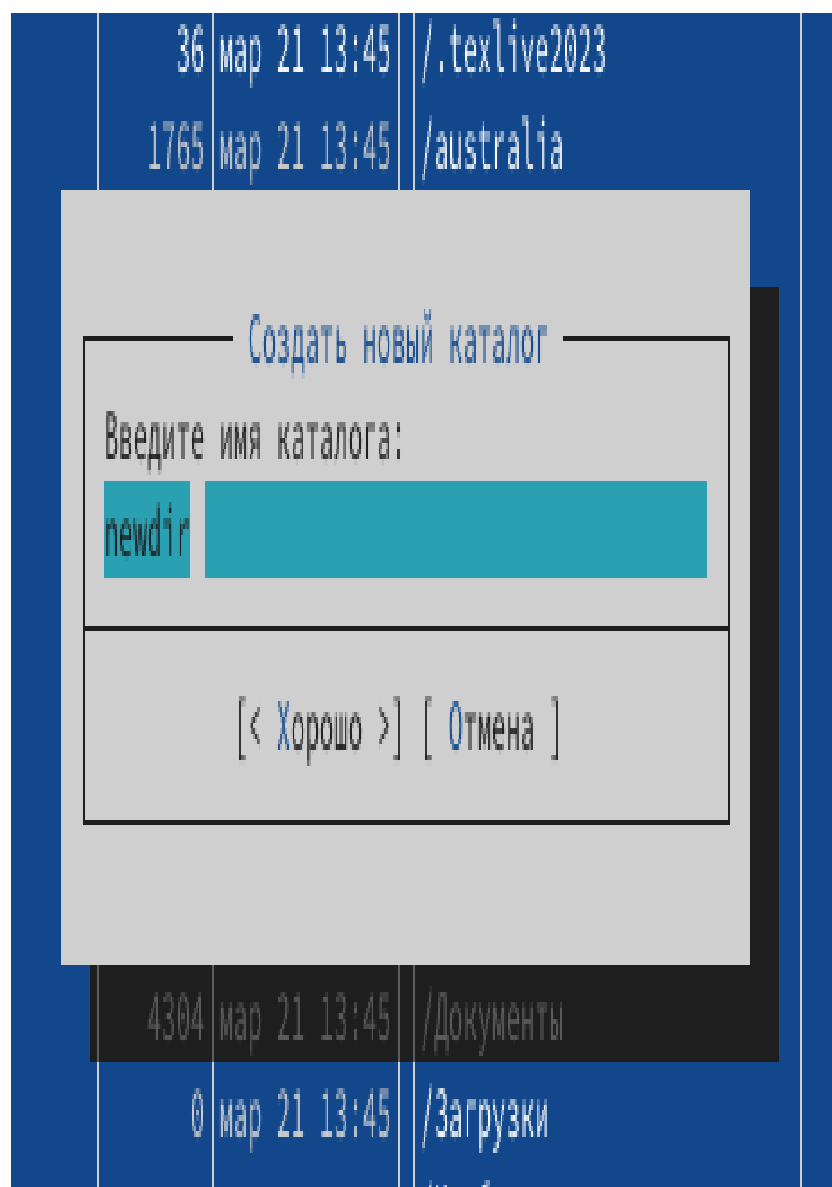 36 мар 21 13:45 /.texlive2023
1765 мар 21 13:45 /australia
Создать новый каталог
Введите имя каталога:
newdir
[< Хорошо >] [ Отмена ]
4304 мар 21 13:45 /Документы
0 мар 21 13:45 /Загрузки